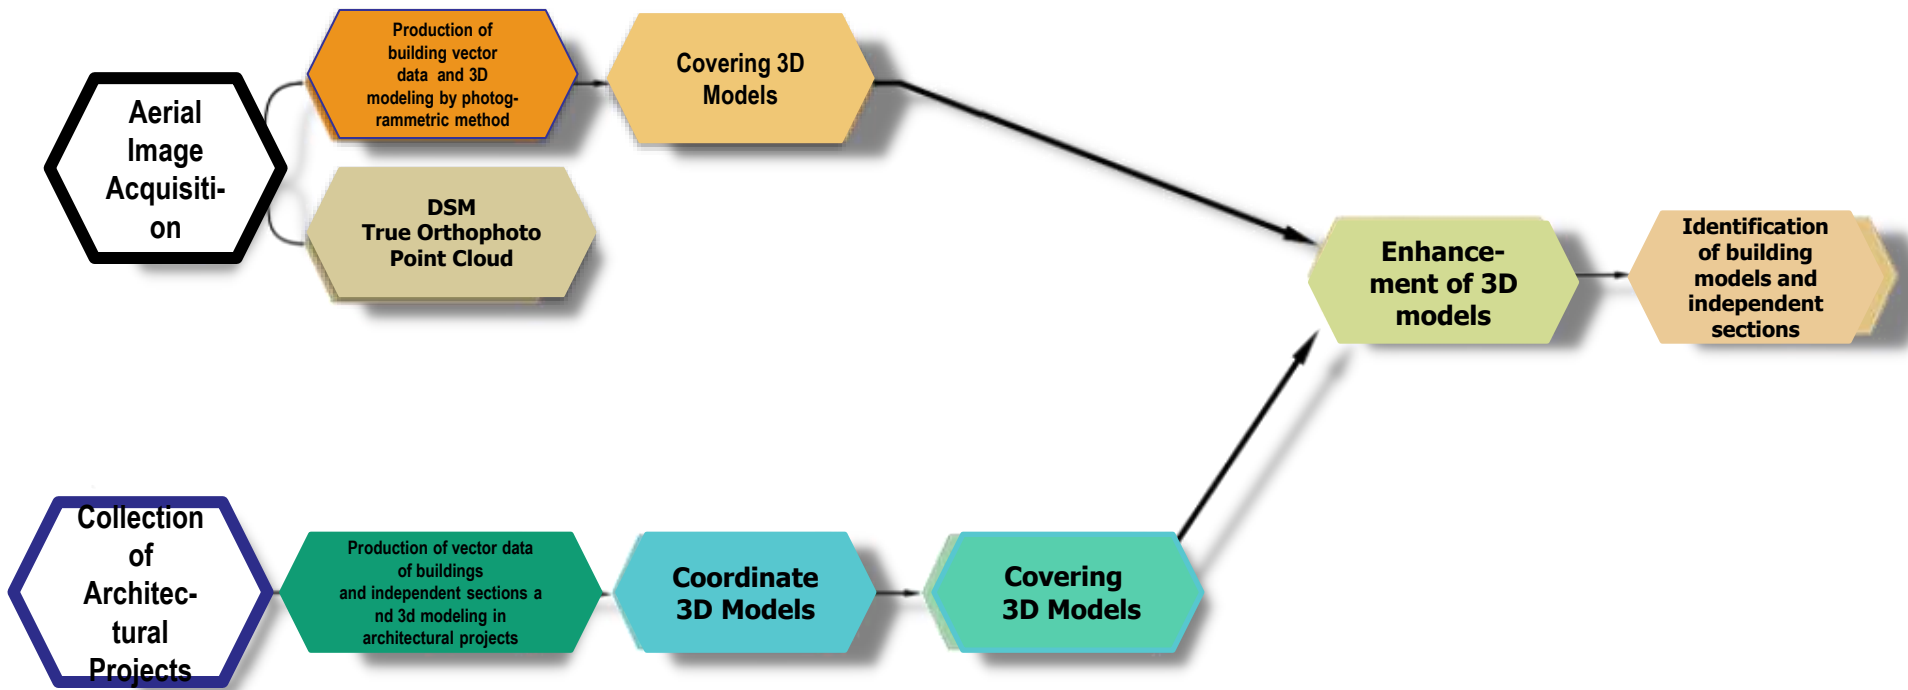 Production of
building vector
data and 3D
modeling by photog-
rammetric method
Covering 3D
Models
Aerial
Image
Acquisiti-
on
DSM
True Orthophoto
Point Cloud
Enhance-
ment of 3D
models
Identification
of building
models and
independent
sections
Collection
of
Architec-
tural
Projects
Production of vector data
of buildings
and independent sections a
nd 3d modeling in
architectural projects
Coordinate
3D Models
Covering
3D Models